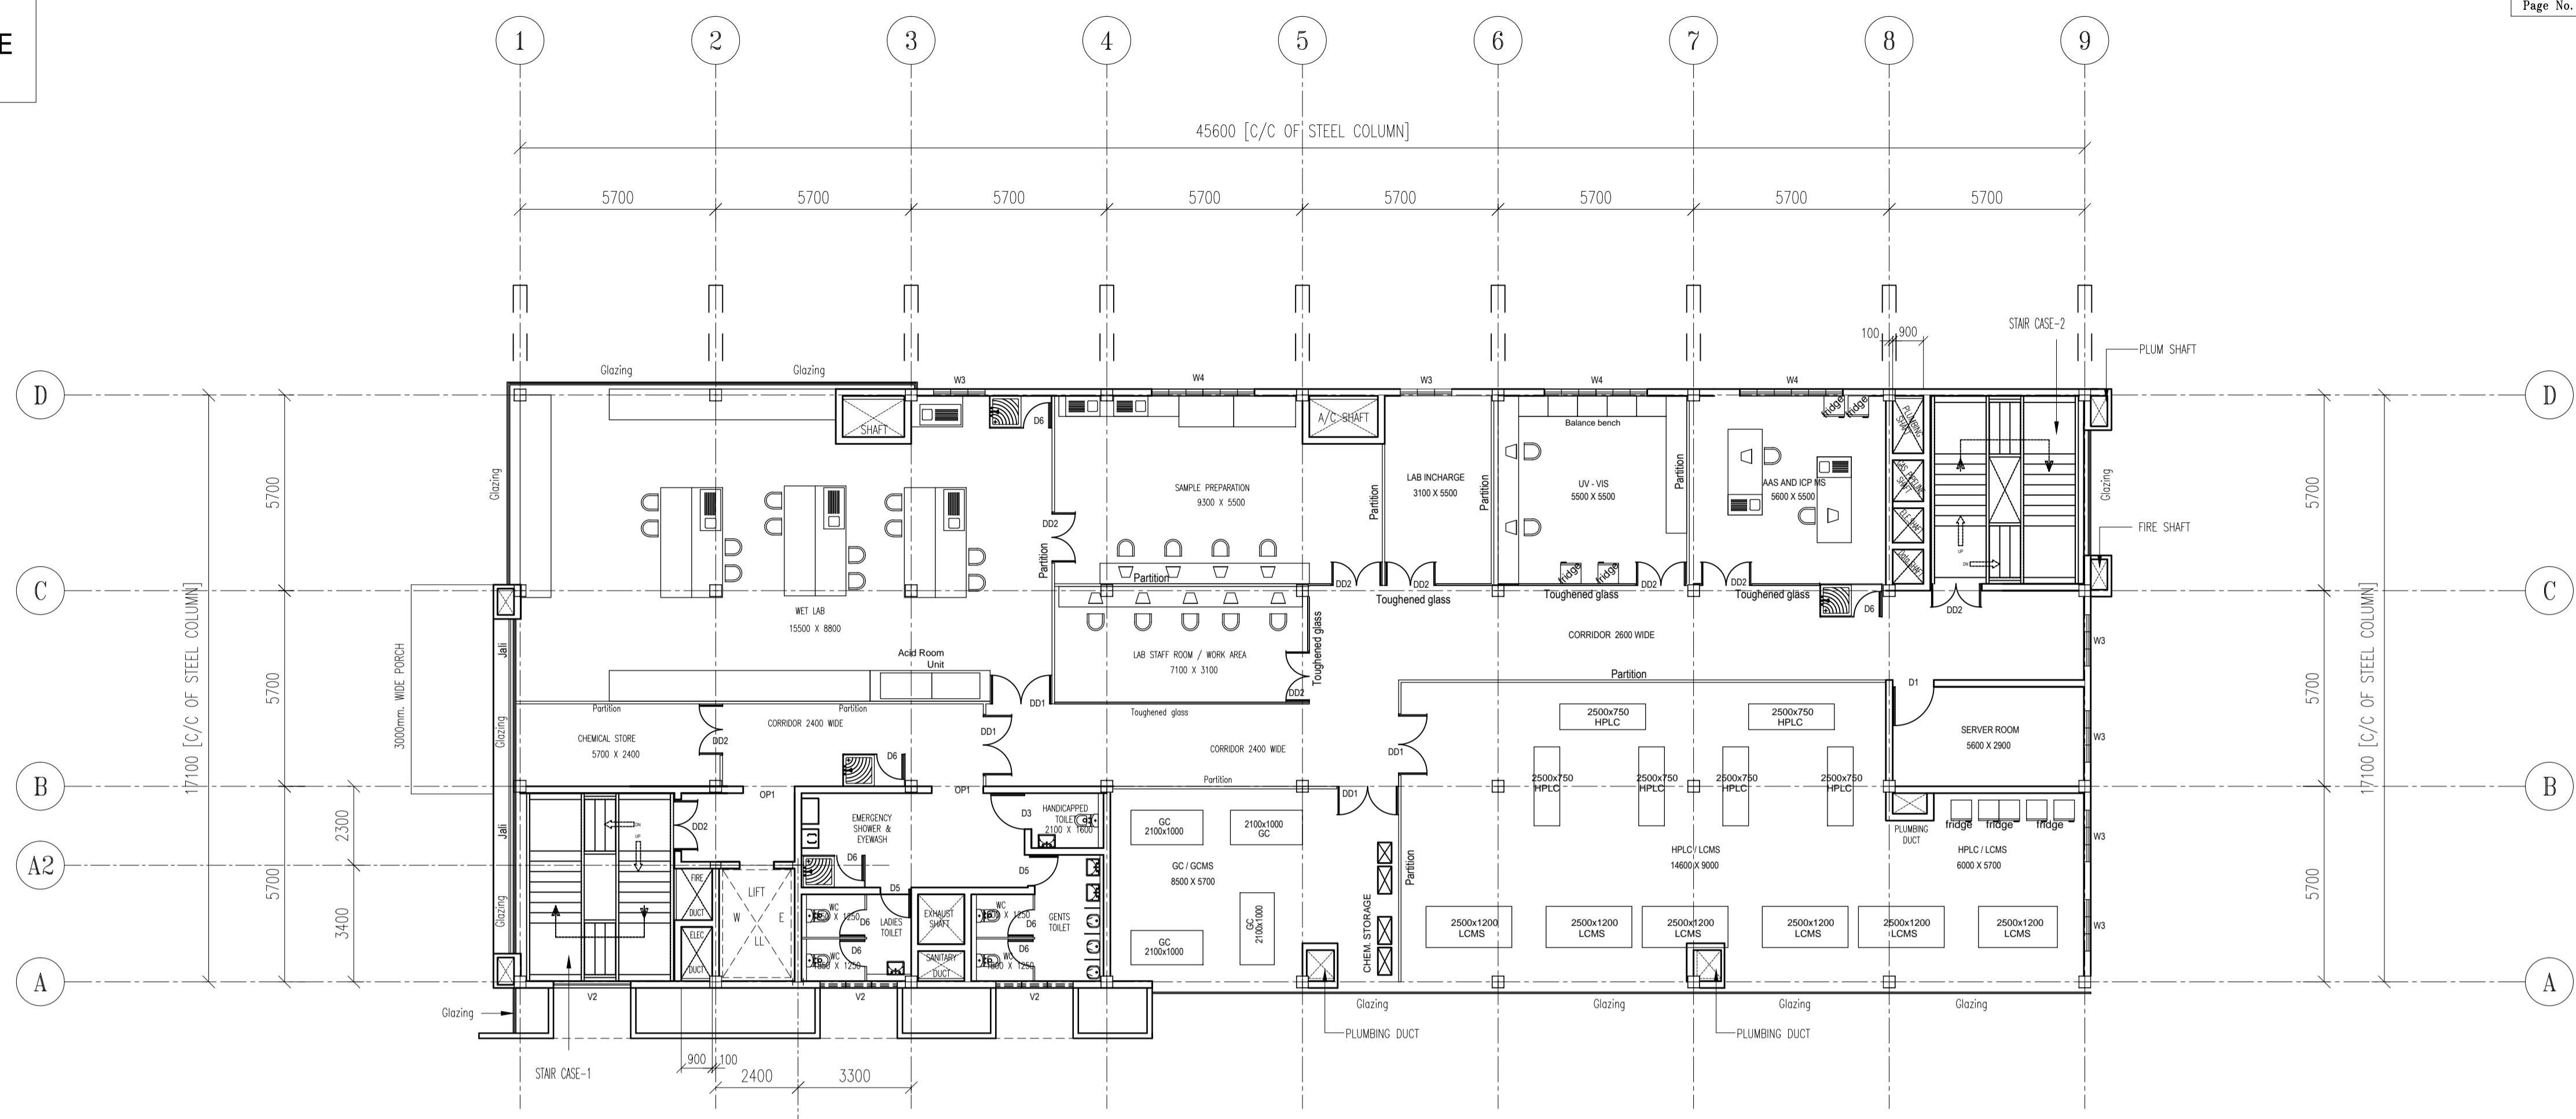 Page No.
E
1 2 3 4 5 6 7 8 9
45600 [C/C OF STEEL COLUMN]
5700 5700 5700 5700 5700 5700 5700 5700
STAIR CASE-2
100 900
PLUM SHAFT
Glazing Glazing
W3 W4 W3 W4 W4
D D
SHAFT
D6
A/C SHAFT
Balance bench
fridge fridge
PLUMBING SHAFT
Glazing
Glazing
5700
5700
SAMPLE PREPARATION
9300 X 5500
Partition
LAB INCHARGE
3100 X 5500
Partition
UV - VIS
5500 X 5500
Partition
AAS AND ICP MS
5600 X 5500
UP
DN
FIRE SHAFT
DD2
Partition
Partition
fridge fridge
DD2 DD2 DD2 DD2
C C
Toughened glass Toughened glass Toughened glass
D6
DD2
WET LAB
15500 X 8800
17100 [C/C OF STEEL COLUMN]
17100 [C/C OF STEEL COLUMN]
3000mm. WIDE PORCH
Jali
Acid Room
Unit
LAB STAFF ROOM / WORK AREA
7100 X 3100
Toughened glass
DD2
CORRIDOR 2600 WIDE
W3
5700
5700
Partition
D1
DD1
Partition Partition
Toughened glass
Glazing
CHEMICAL STORE
5700 X 2400
DD2
CORRIDOR 2400 WIDE
DD1
CORRIDOR 2400 WIDE
DD1
2500x750
HPLC
2500x750
HPLC
SERVER ROOM
5600 X 2900
W3
D6
Partition
2500x750
HPLC
2500x750
HPLC
2500x750
HPLC
2500x750
HPLC
B B
OP1 OP1
DD1
2300
Jali
DN
UP
DD2
EMERGENCY
SHOWER &
EYEWASH
D3
HANDICAPPED
TOILET
2100 X 1600
GC
2100x1000
2100x1000
GC
PLUMBING
DUCT
fridge fridge fridge
W3
A2
5700
5700
D6
D5
D5
GC / GCMS
8500 X 5700
Partition
HPLC / LCMS
14600 X 9000
HPLC / LCMS
6000 X 5700
FIRE
DUCT
LIFT
W E
LL
3400
Glazing
WC
D6
LADIES
TOILET
EXHAUST
SHAFT
WC
D6
GENTS
TOILET
GC
2100x1000
CHEM. STORAGE
2500x1200
LCMS
2500x1200
LCMS
2500x1200
LCMS
2500x1200
LCMS
2500x1200
LCMS
2500x1200
LCMS
W3
ELEC
DUCT
D6
WC
SANITARY
DUCT
D6
WC
GC
2100x1000
A A
V2 V2 V2
Glazing Glazing Glazing Glazing
Glazing
PLUMBING DUCT PLUMBING DUCT
900 100
STAIR CASE-1
2400 3300